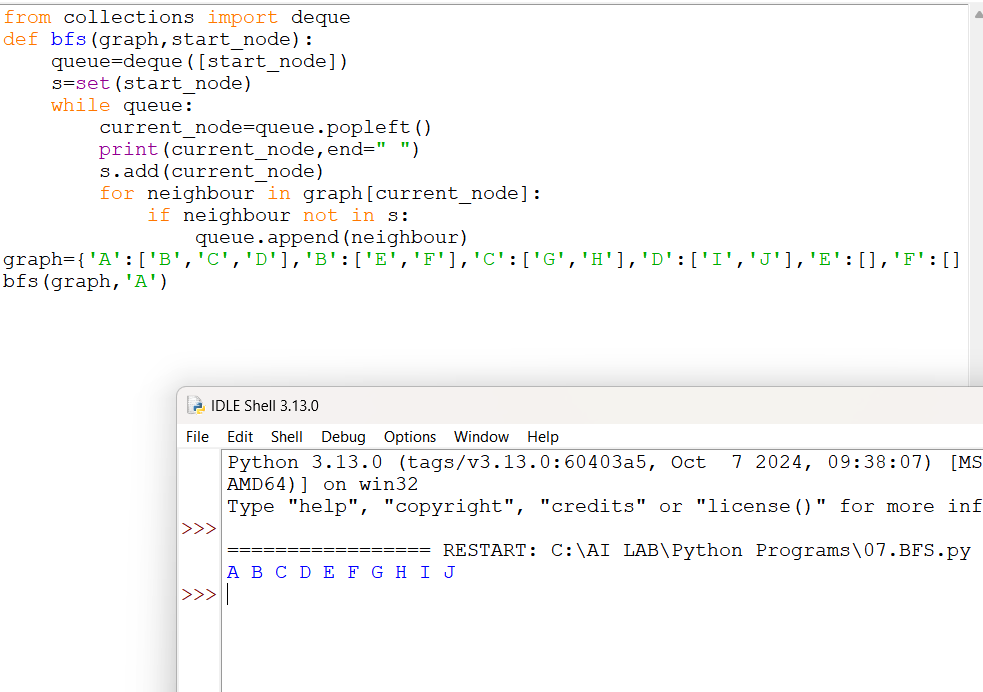 from collections import deque
def bfs(graph,start_node):
    queue=deque([start_node])
    s=set(start_node)
    while queue:
        current_node=queue.popleft()
        print(current_node,end=" ")
        s.add(current_node)
        for neighbour in graph[current_node]:
            if neighbour not in s:
                queue.append(neighbour)
graph={'A':['B','C','D'],'B':['E','F'],'C':['G','H'],'D':['I','J'],'E':[],'F':[]
bfs(graph,'A')
IDLE Shell 3.13.0
File Edit Shell Debug Options Window Help
Python 3.13.0 (tags/v3.13.0:60403a5, Oct  7 2024, 09:38:07) [MS
AMD64)] on win32
Type "help", "copyright", "credits" or "license()" for more inf
>>>
================= RESTART: C:\AI LAB\Python Programs\07.BFS.py
A B C D E F G H I J
>>>